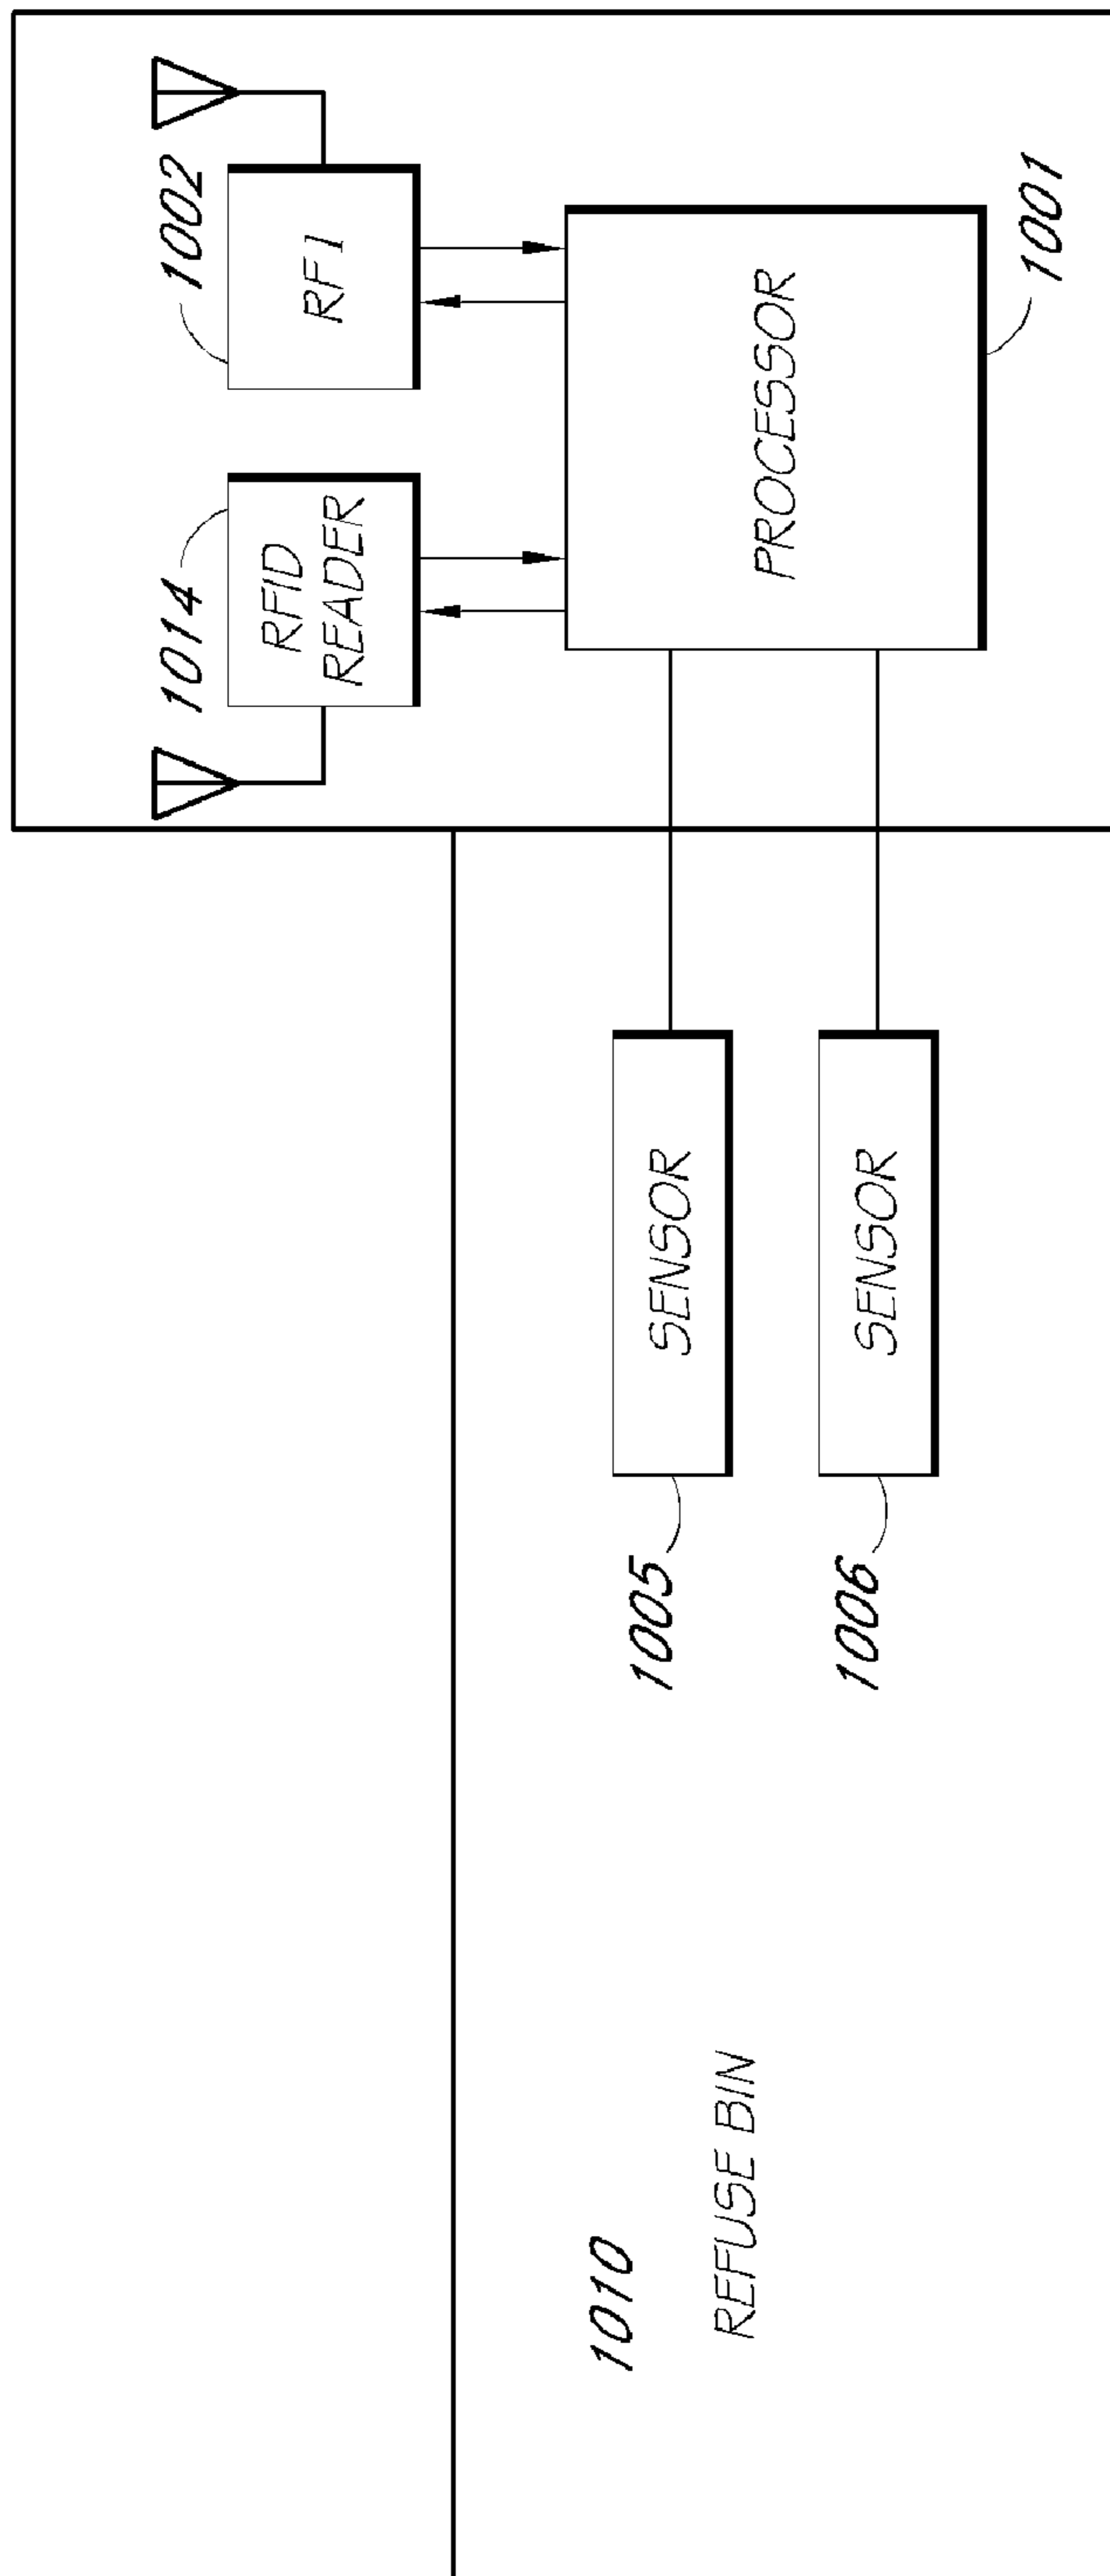 1014
1002
RFID
READER
RF1
1005
SENSOR
PROCESSOR
1006
SENSOR
1001
1010
REFUSE BIN